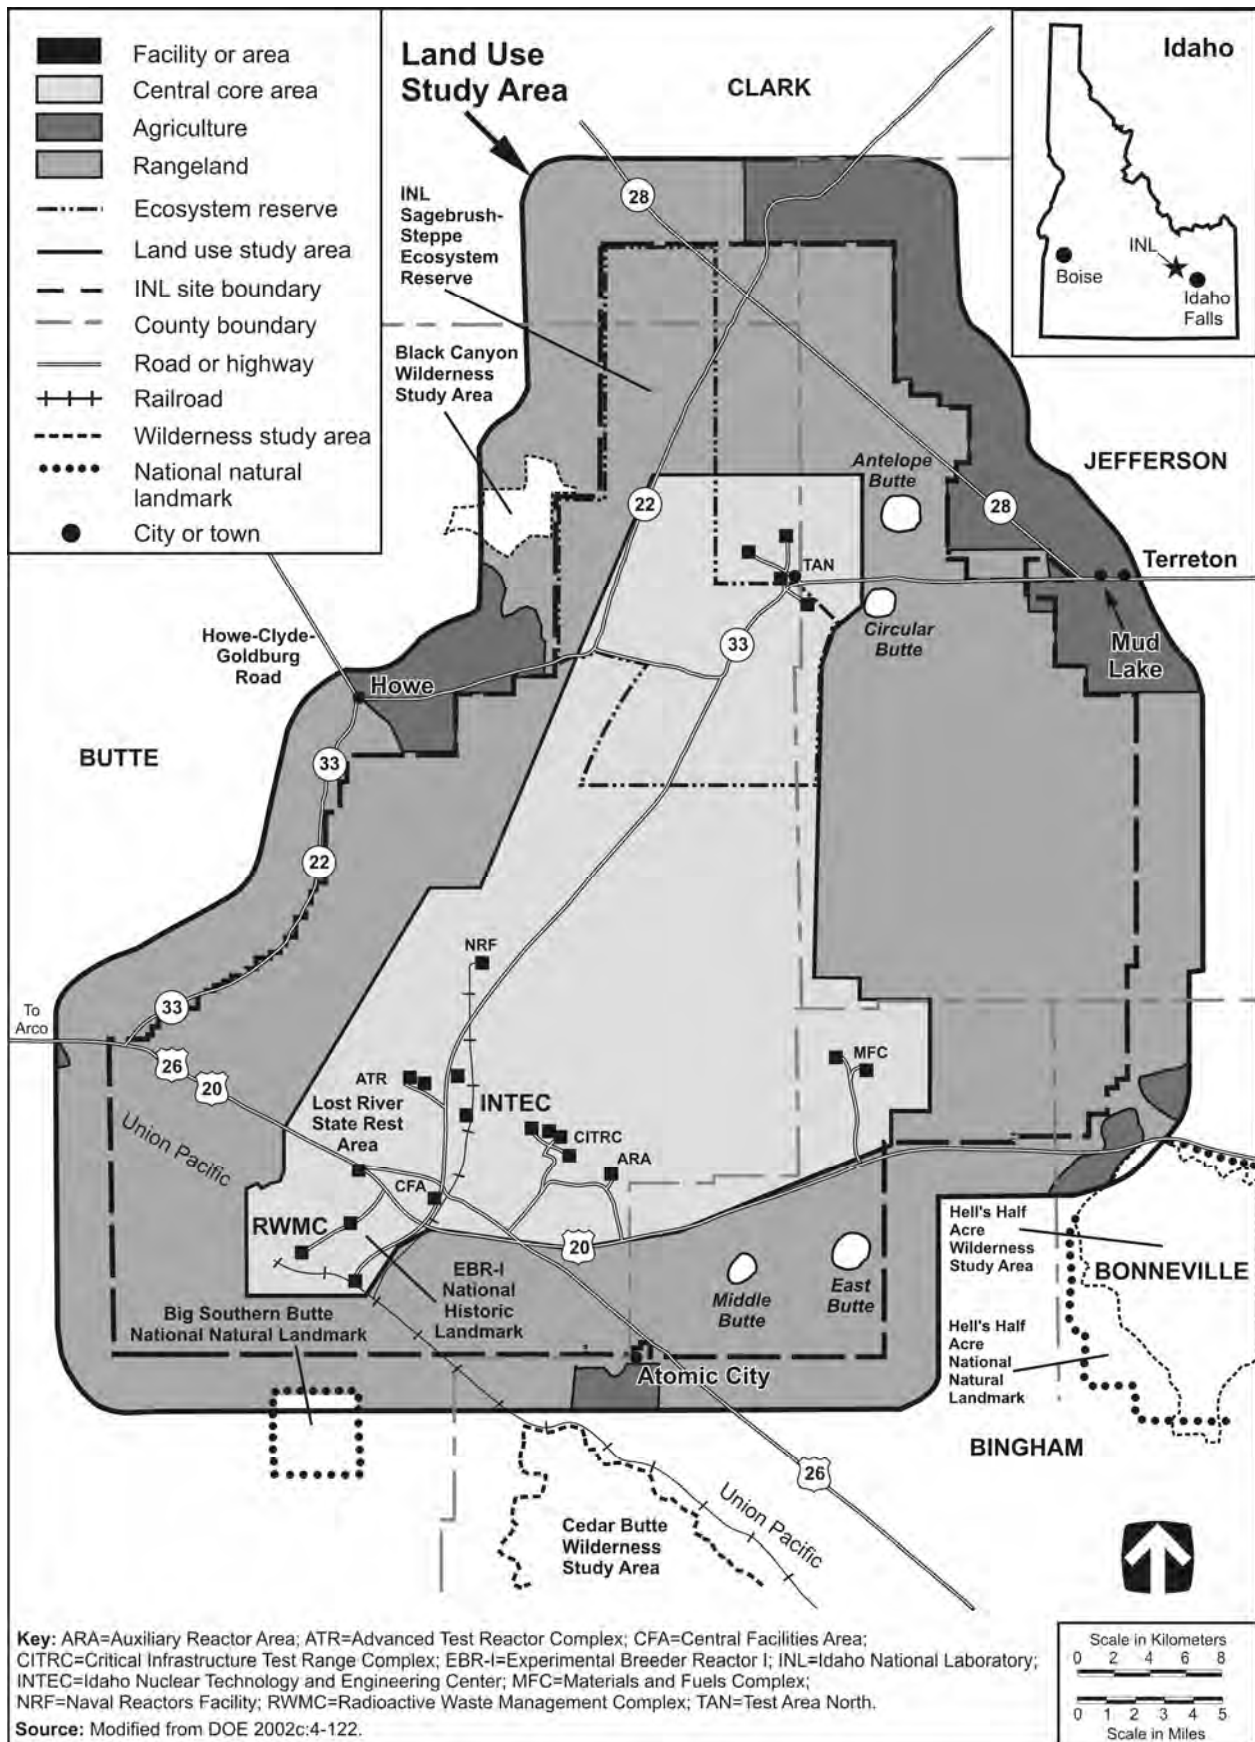 Facility or area
Central core area
Agriculture
Rangeland
Ecosystem reserve
Land use study area
INL site boundary
County boundary
Road or highway
Railroad
Wilderness study area
National natural
landmark
City or town
Land Use
Study Area
CLARK
Idaho
INL
Boise
Idaho
Falls
28
INL
Sagebrush-
Steppe
Ecosystem
Reserve
Black Canyon
Wilderness
Study Area
Antelope
Butte
JEFFERSON
22
28
TAN
Terreton
Circular
Butte
Mud
Lake
Howe-Clyde-
Goldburg
Road
33
Howe
BUTTE
33
22
NRF
33
To
Arco
26
20
MFC
ATR
INTEC
Lost River
State Rest
Area
Union Pacific
CITRC
ARA
CFA
RWMC
20
Hell's Half
Acre
Wilderness
Study Area
BONNEVILLE
EBR-I
National
Historic
Landmark
Middle
Butte
East
Butte
Big Southern Butte
National Natural Landmark
Hell's Half
Acre
National
Natural
Landmark
Atomic City
BINGHAM
26
Union Pacific
Cedar Butte
Wilderness
Study Area
Key: ARA=Auxiliary Reactor Area; ATR=Advanced Test Reactor Complex; CFA=Central Facilities Area;
CITRC=Critical Infrastructure Test Range Complex; EBR-I=Experimental Breeder Reactor I; INL=Idaho National Laboratory;
INTEC=Idaho Nuclear Technology and Engineering Center; MFC=Materials and Fuels Complex;
NRF=Naval Reactors Facility; RWMC=Radioactive Waste Management Complex; TAN=Test Area North.
Source: Modified from DOE 2002c:4-122.
Scale in Kilometers
0 2 4 6 8
0 1 2 3 4 5
Scale in Miles